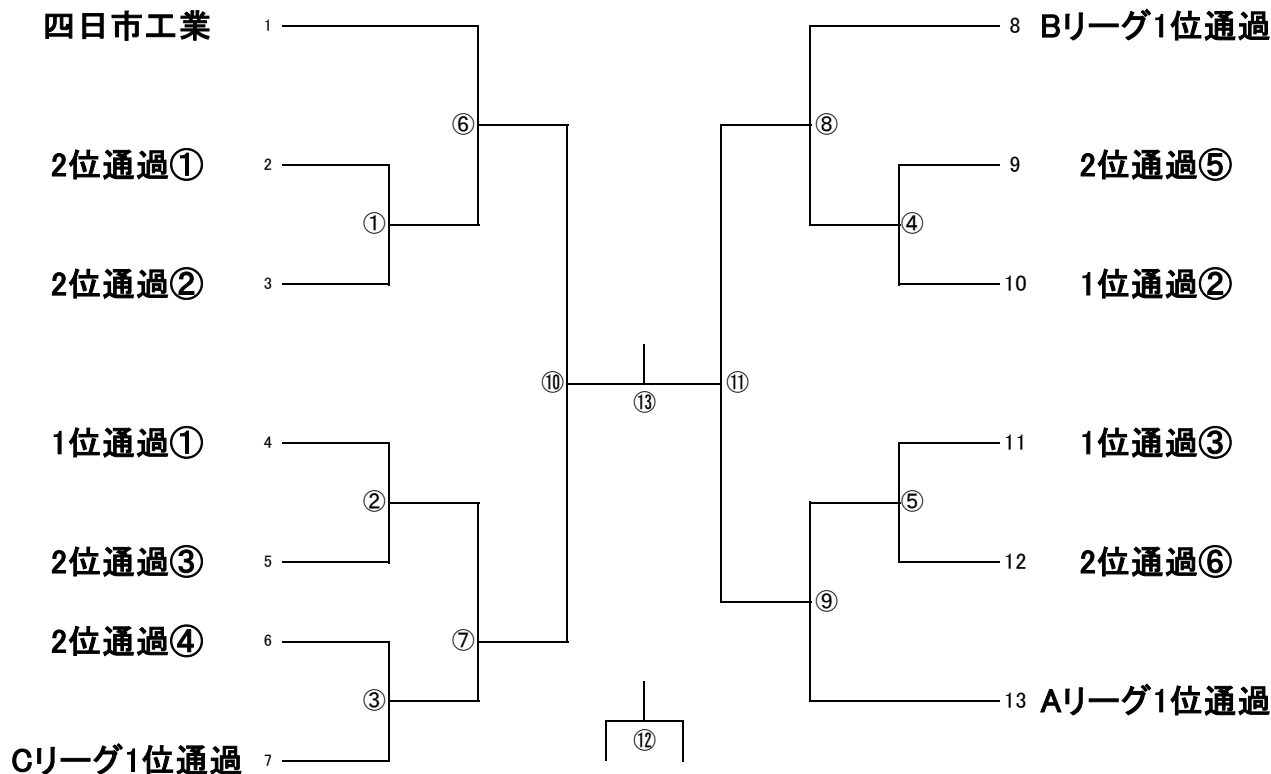 四日市工業 1
2位通過① 2
2位通過② 3
1位通過① 4
2位通過③ 5
2位通過④ 6
Cリーグ1位通過 7
①
②
③
⑥
⑦
⑩
⑬
⑫
⑪
⑧
⑨
④
⑤
8 Bリーグ1位通過
9 2位通過⑤
10 1位通過②
11 1位通過③
12 2位通過⑥
13 Aリーグ1位通過